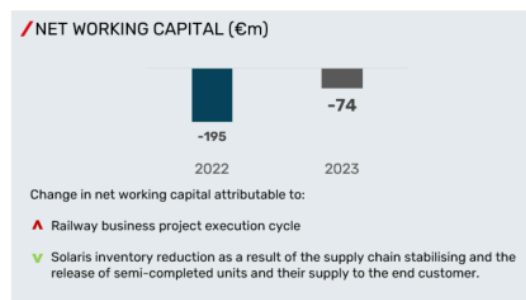 NET WORKING CAPITAL (€m)
-195
-74
2022
2023
Change in net working capital attributable to:
Railway business project execution cycle
Solaris inventory reduction as a result of the supply chain stabilising and the
release of semi-completed units and their supply to the end customer.